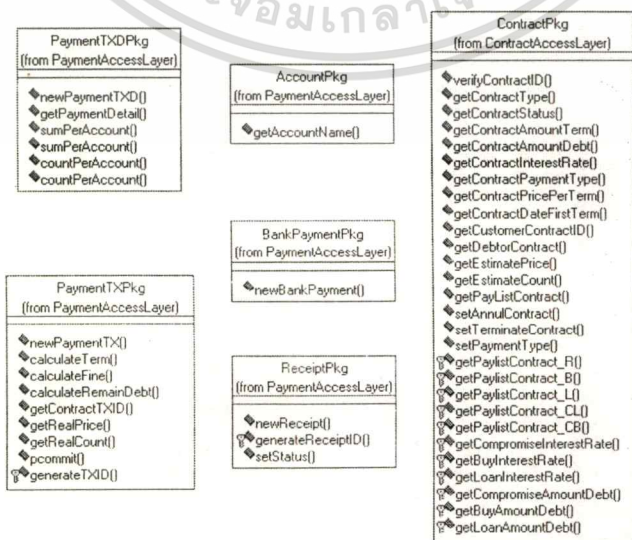 PaymentTXDPkg
(from PaymentAccessLayer)
newPaymentTXD()
getPaymentDetail()
sumPerAccount()
sumPerAccount()
countPerAccount()
countPerAccount()
AccountPkg
(from PaymentAccessLayer)
getAccountName()
BankPaymentPkg
(from PaymentAccessLayer)
newBankPayment()
PaymentTXPkg
(from PaymentAccessLayer)
newPaymentTX()
calculateTerm()
calculateFine()
calculateRemainDebt()
getContractTXID()
getRealPrice()
getRealCount()
pcommit()
generateTXID()
ReceiptPkg
(from PaymentAccessLayer)
newReceipt()
generateReceiptID()
setStatus()
ContractPkg
(from ContractAccessLayer)
verifyContractID()
getContractType()
getContractStatus()
getContractAmountTerm()
getContractAmountDebt()
getContractInterestRate()
getContractPaymentType()
getContractPricePerTerm()
getContractDateFirstTerm()
getCustomerContractID()
getDebtorContract()
getEstimatePrice()
getEstimateCount()
getPayListContract()
setAnnulContract()
setTerminateContract()
setPaymentType()
getPaylistContract_R()
getPaylistContract_B()
getPaylistContract_L()
getPaylistContract_CL()
getPaylistContract_CB()
getCompromiseInterestRate()
getBuyInterestRate()
getLoanInterestRate()
getCompromiseAmountDebt()
getBuyAmountDebt()
getLoanAmountDebt()